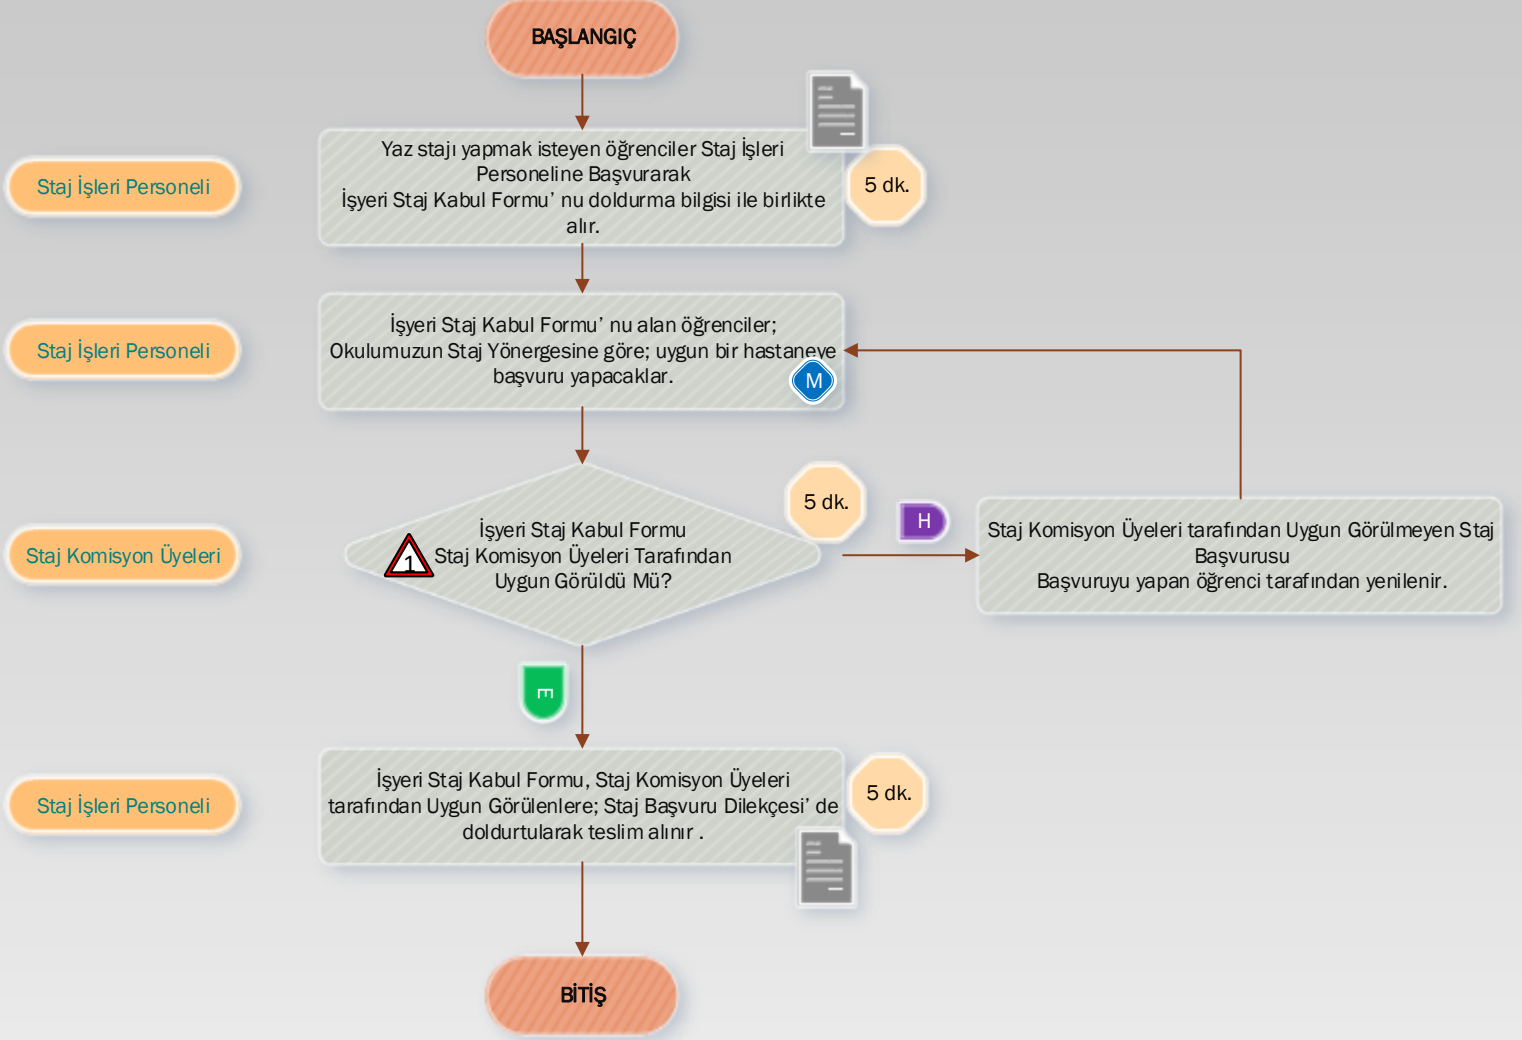 BAŞLANGIÇ
Staj İşleri Personeli
Yaz stajı yapmak isteyen öğrenciler Staj İşleri
Personeline Başvurarak
İşyeri Staj Kabul Formu’ nu doldurma bilgisi ile birlikte
alır.
5 dk.
Staj İşleri Personeli
İşyeri Staj Kabul Formu’ nu alan öğrenciler;
Okulumuzun Staj Yönergesine göre; uygun bir hastaneye
başvuru yapacaklar.
M
Staj Komisyon Üyeleri
1
İşyeri Staj Kabul Formu
Staj Komisyon Üyeleri Tarafından
Uygun Görüldü Mü?
5 dk.
H
Staj Komisyon Üyeleri tarafından Uygun Görülmeyen Staj
Başvurusu
Başvuruyu yapan öğrenci tarafından yenilenir.
E
Staj İşleri Personeli
İşyeri Staj Kabul Formu, Staj Komisyon Üyeleri
tarafından Uygun Görülenlere; Staj Başvuru Dilekçesi’ de
doldurtularak teslim alınır .
5 dk.
BİTİŞ